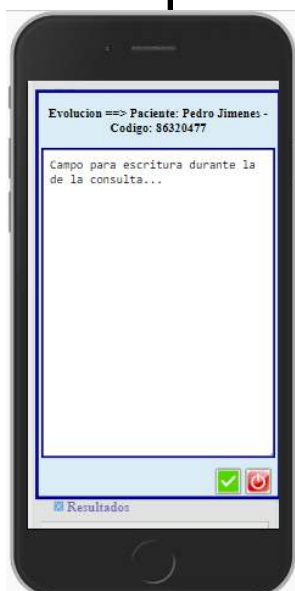 Evolucion ==> Paciente: Pedro Jimenes -
Codigo: 86320477
Campo para escritura durante la
de la consulta...
Resultados